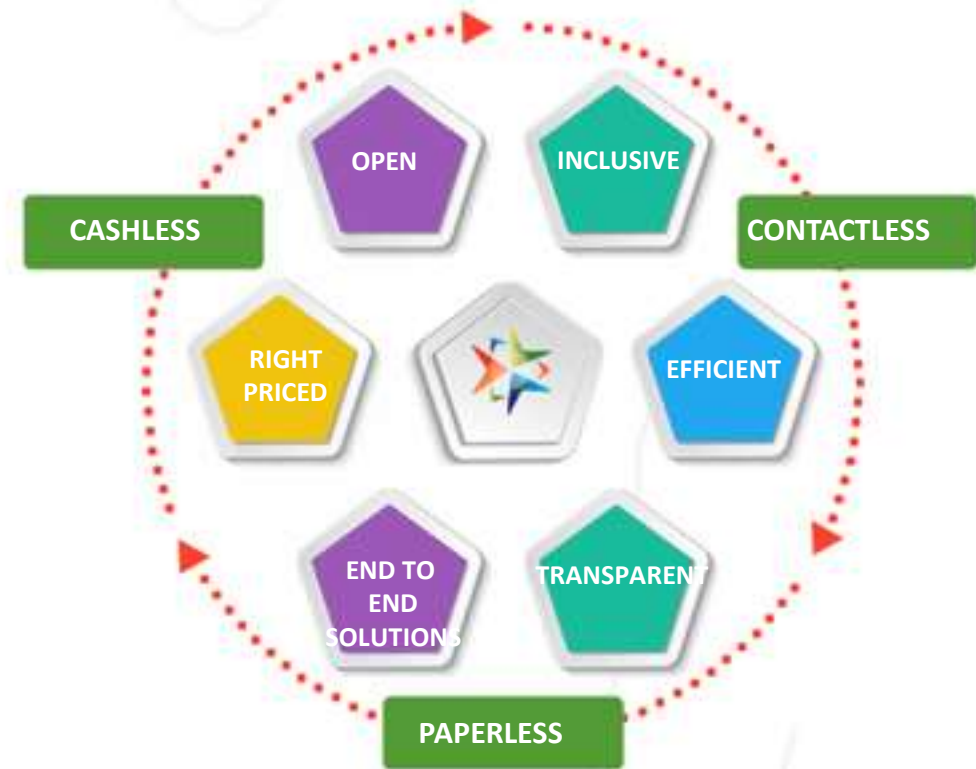 OPEN
INCLUSIVE
CASHLESS
CONTACTLESS
RIGHT
PRICED
EFFICIENT
END TO
END
SOLUTIONS
TRANSPARENT
PAPERLESS